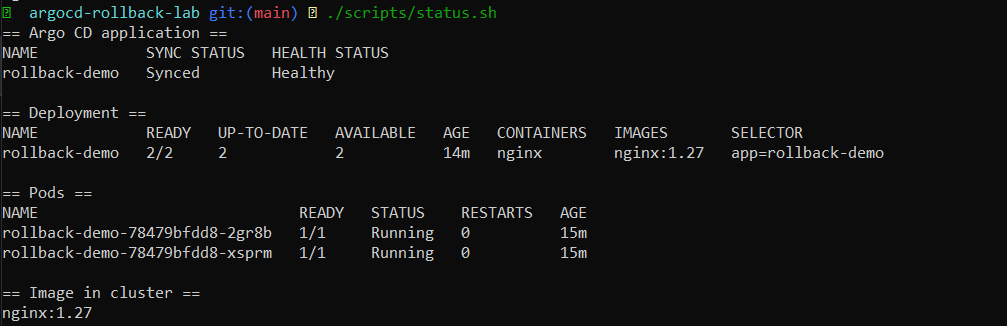 argocd-rollback-lab git:(main) ./scripts/status.sh
== Argo CD application ==
NAME SYNC STATUS HEALTH STATUS
rollback-demo Synced Healthy
== Deployment ==
NAME READY UP-TO-DATE AVAILABLE AGE CONTAINERS IMAGES SELECTOR
rollback-demo 2/2 2 2 14m nginx nginx:1.27 app=rollback-demo
== Pods ==
NAME READY STATUS RESTARTS AGE
rollback-demo-78479bfdd8-2gr8b 1/1 Running 0 15m
rollback-demo-78479bfdd8-xsprm 1/1 Running 0 15m
== Image in cluster ==
nginx:1.27